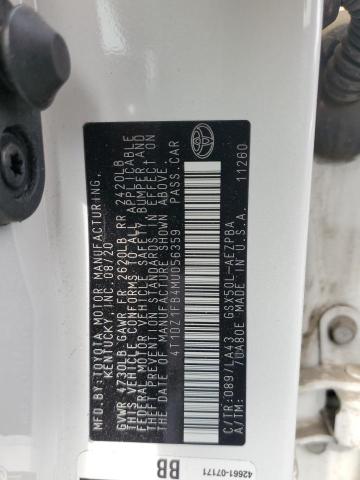 MFD.BY:TOYOTA MOTOR MANUFACTURING,
KENTUCKY, INC. 08/20
GVWR 4730LB GAWR FR 2620LB RR 2420LB
THIS VEHICLE CONFORMS TO ALL APPLICABLE
FEDERAL MOTOR VEHICLE SAFETY, BUMPER, AND
THEFT PREVENTION STANDARDS IN EFFECT ON
THE DATE OF MANUFACTURE SHOWN ABOVE.
4T1DZ1FB4MU056359 PASS.CAR
C/TR:089/LA43 GSX50L-AEZPBA
A/TM: /UA80E MADE IN U.S.A. 11260
42661-07171
BB